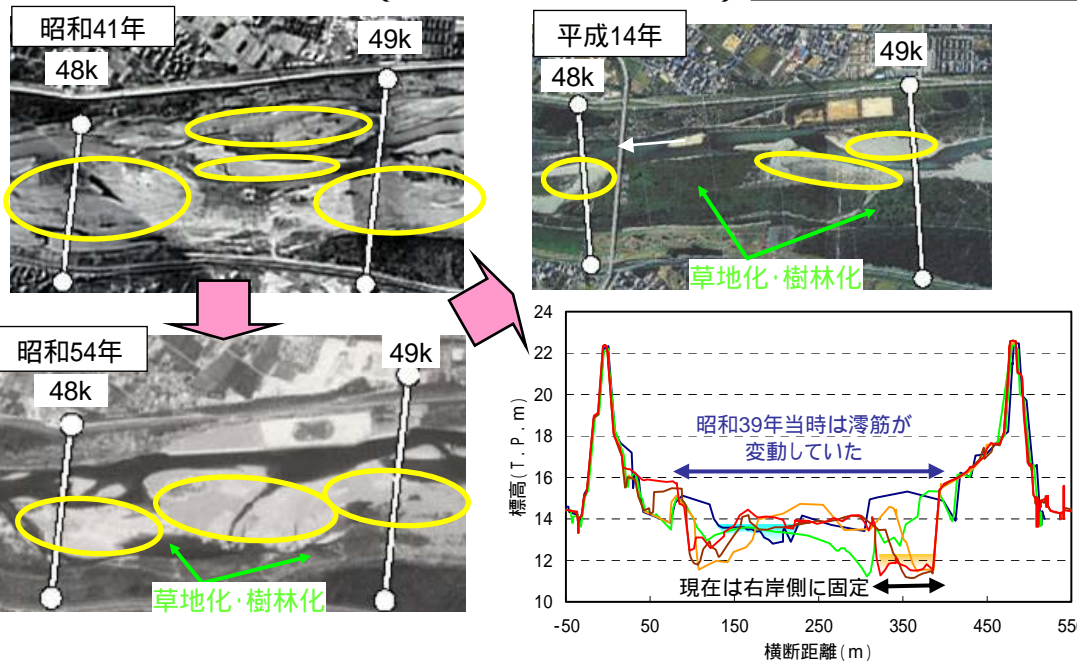 昭和41年
48k
49k
平成14年
48k
49k
草地化・樹林化
昭和54年
48k
49k
草地化・樹林化
標高(T.P.m)
24
22
20
18
16
14
12
10
昭和39年当時は澪筋が
変動していた
現在は右岸側に固定
-50
50
150
250
350
450
550
横断距離(m)